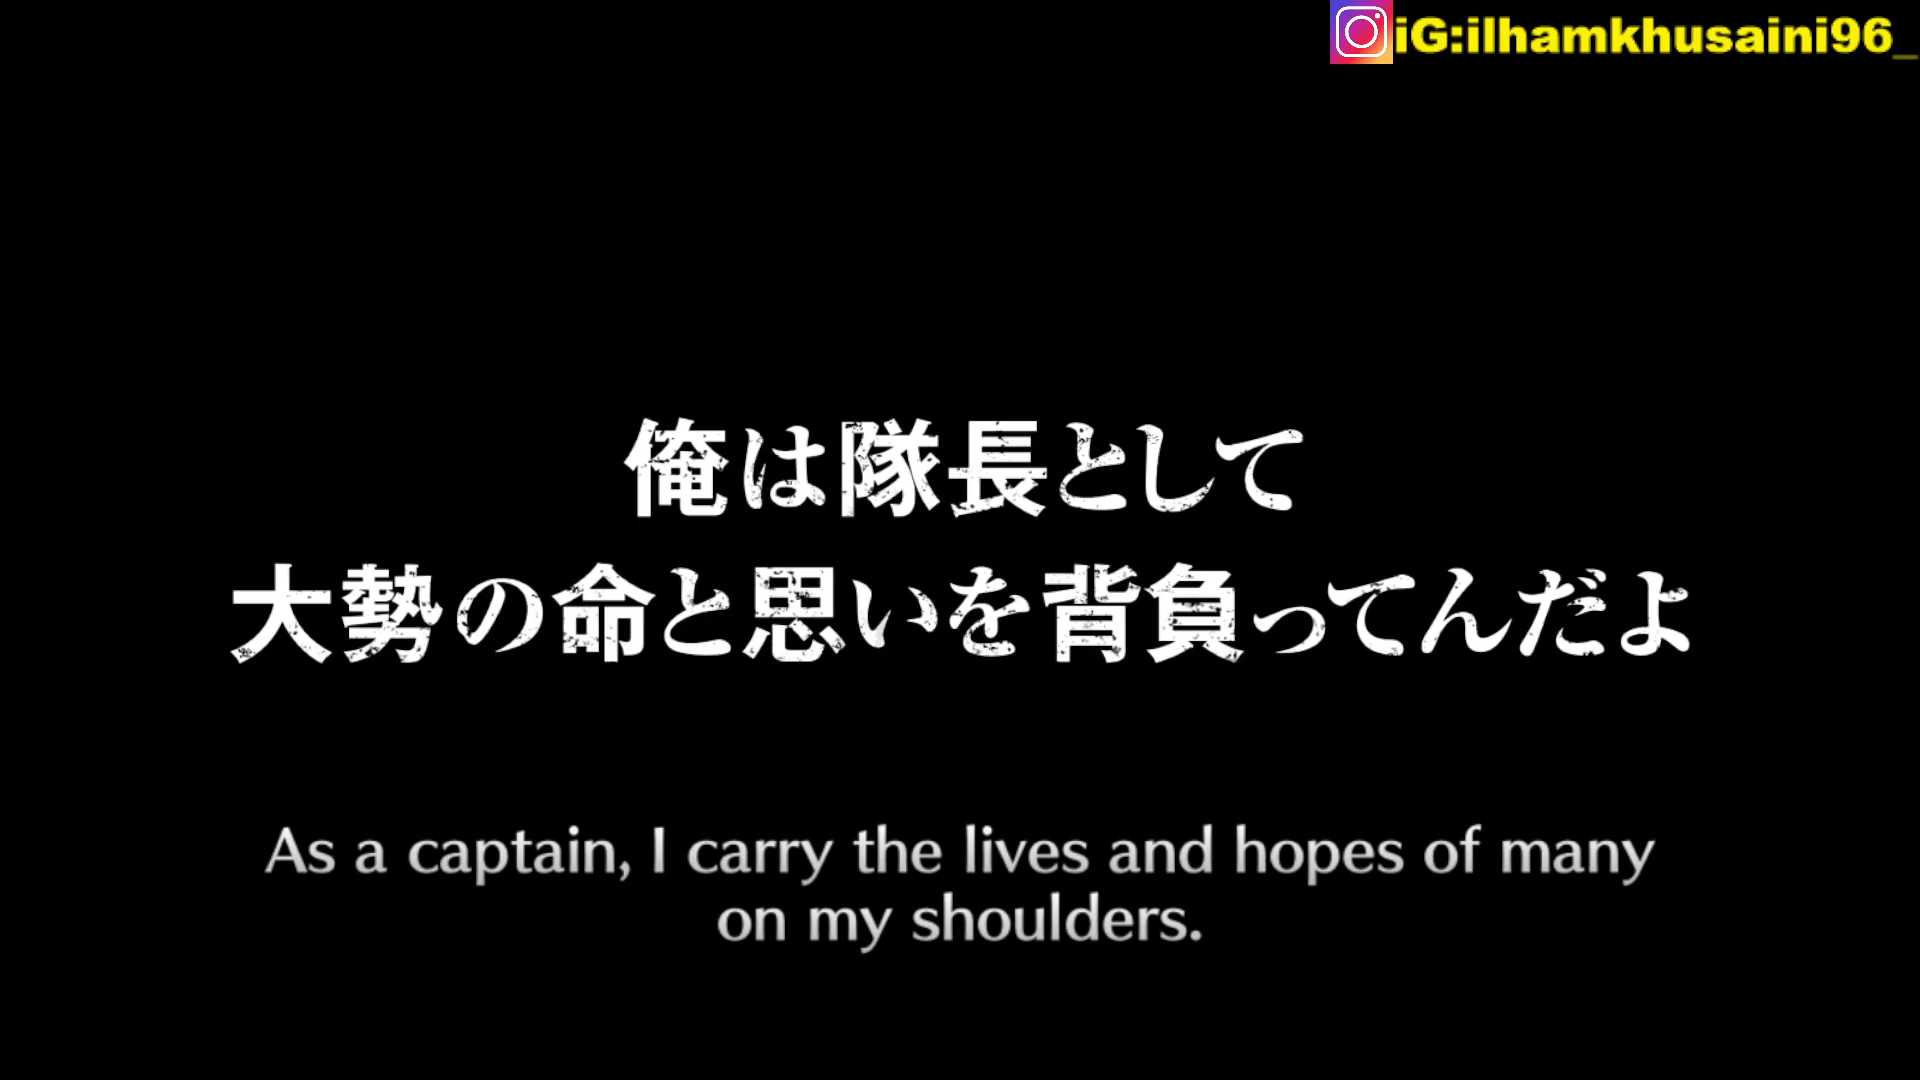 iG:ilhamkhusaini96_
俺は隊長として
大勢の命と思いを背負ってんだよ
As a captain, I carry the lives and hopes of many
on my shoulders.